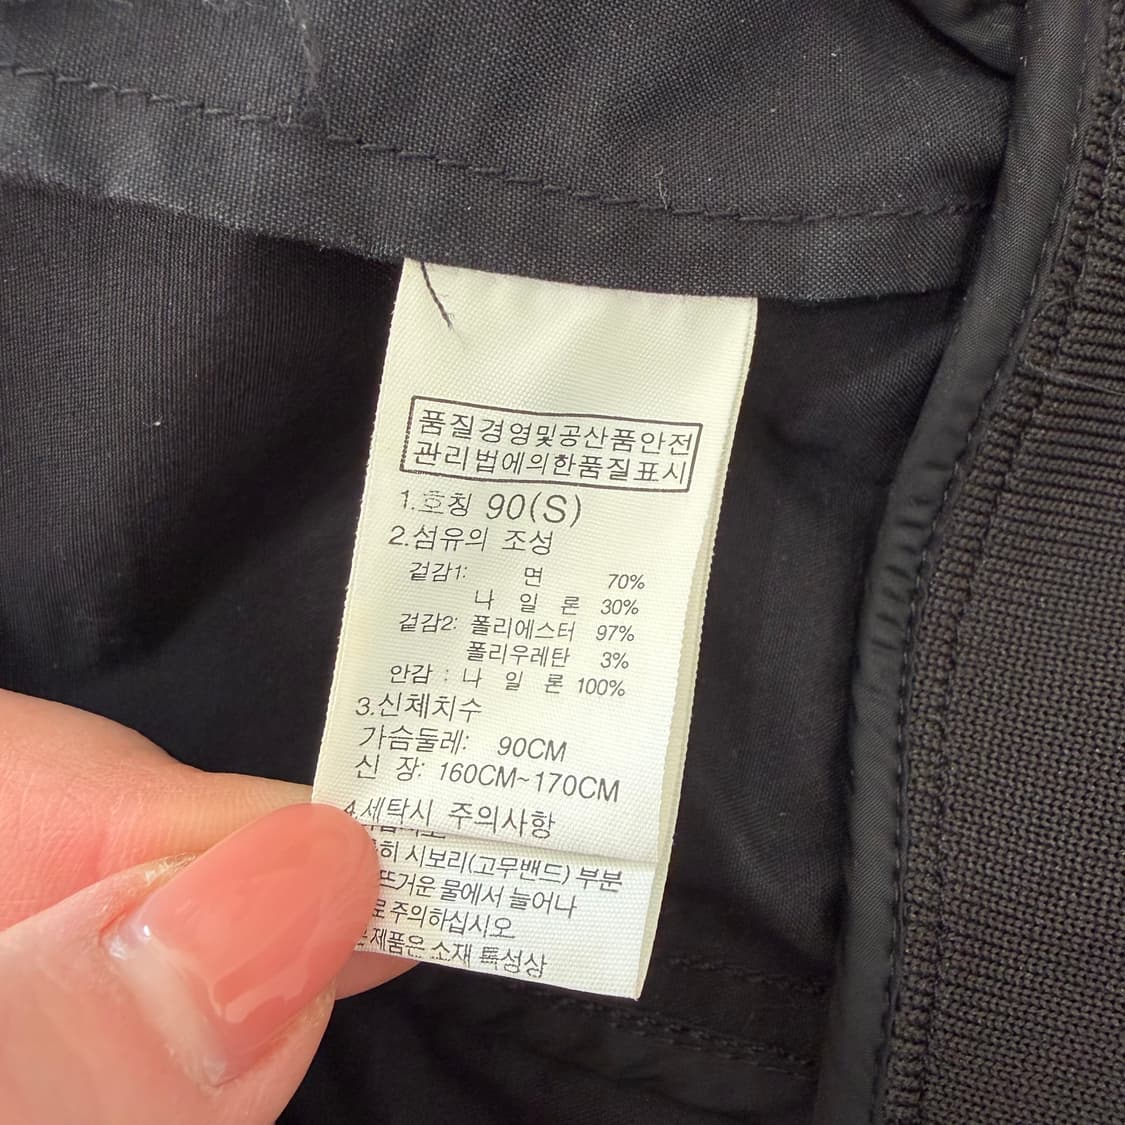 품질경영및공산품안전
관리법에의한품질표시
1.호칭 90(S)
2.섬유의 조성
겉감1: 면 70%
나 일 론 30%
겉감2: 폴리에스터 97%
폴리우레탄 3%
안감 : 나 일 론 100%
3.신체치수
가슴둘레: 90CM
신 장: 160CM~170CM
4.세탁시 주의사항
시보리(고무밴드) 부분
뜨거운 물에서 늘어나
주의하십시오
제품은 소재 특성상